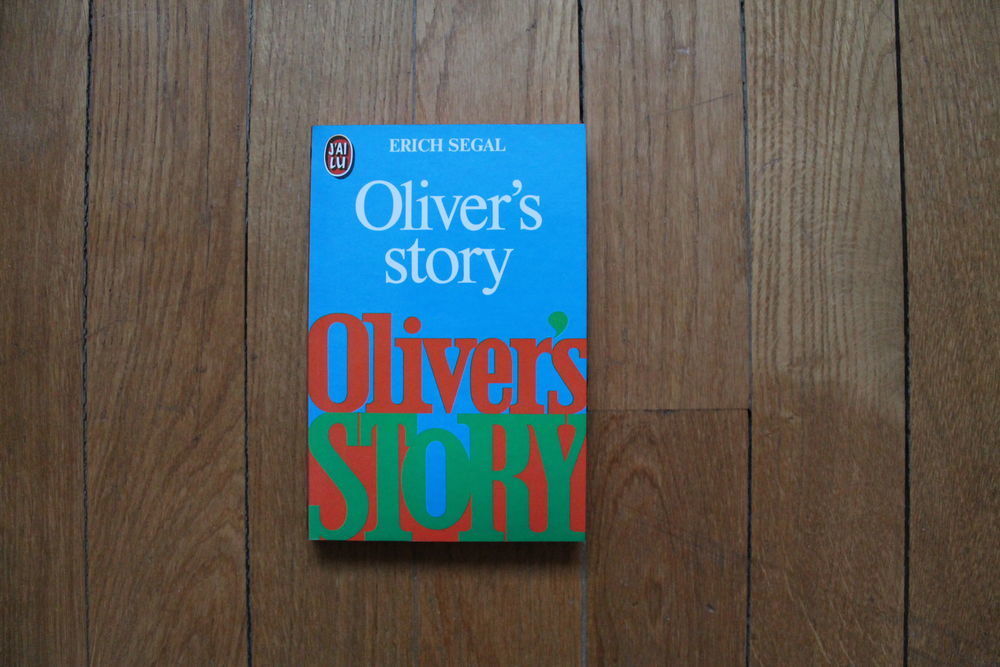 J'AI
LU
ERICH SEGAL
Oliver's
story
Oliver's
STORY